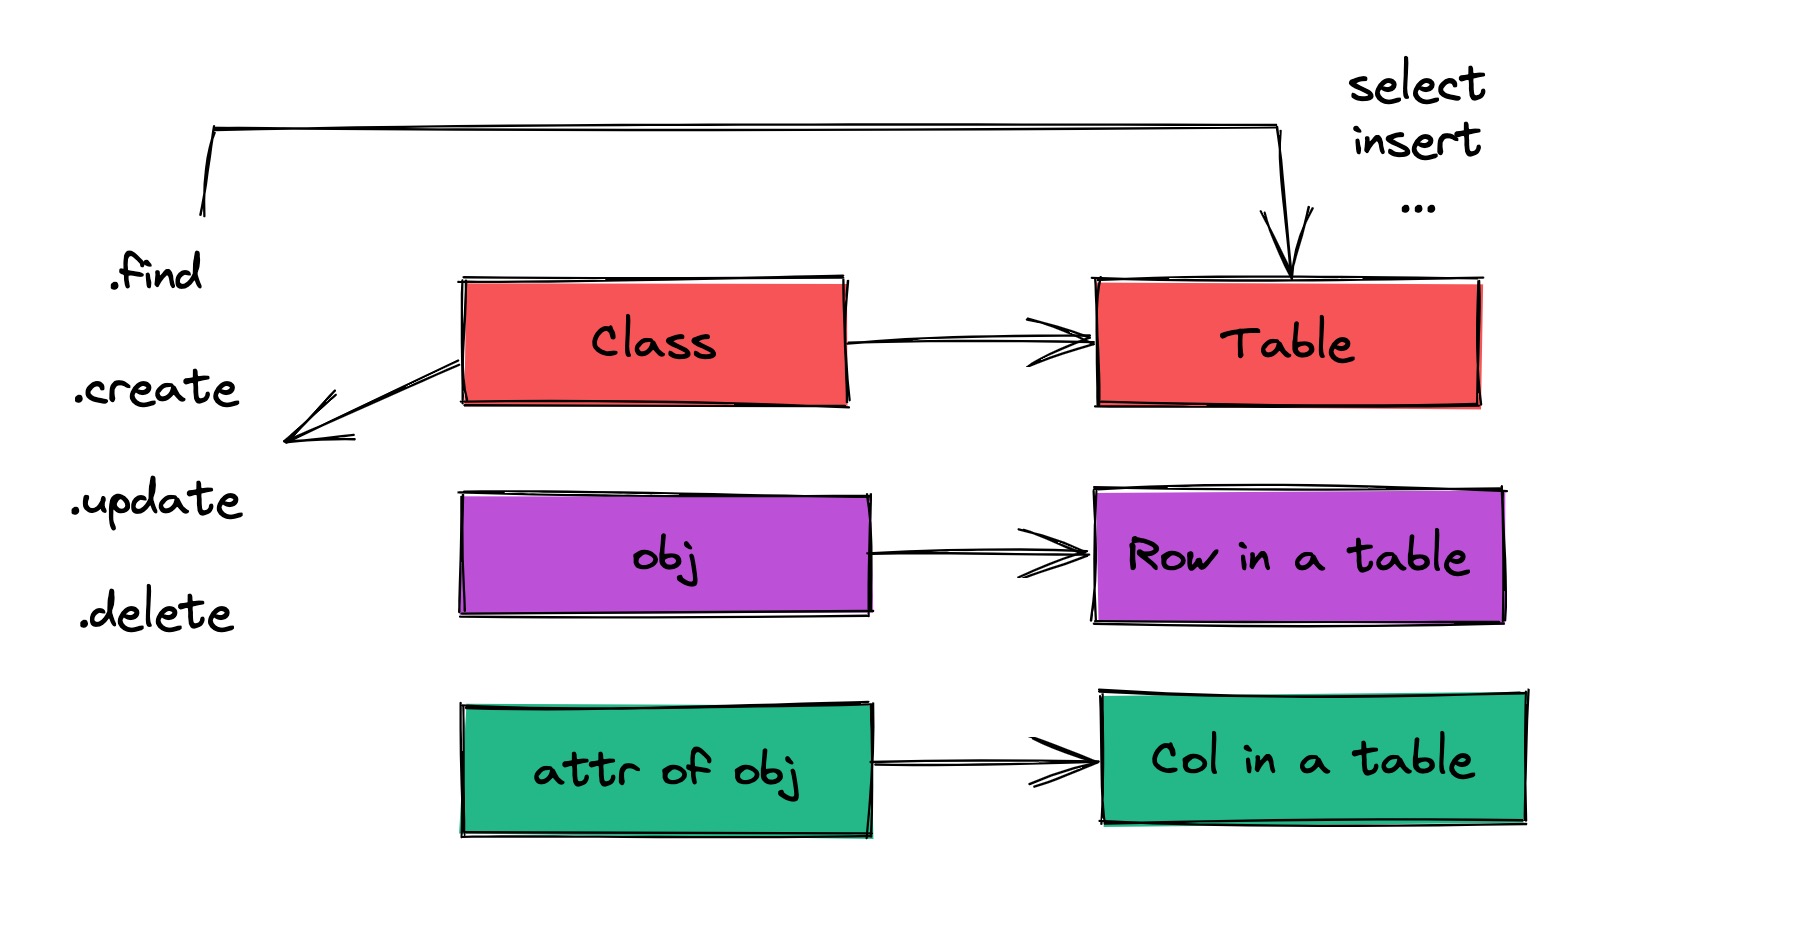 select
insert
...
.find
.create
.update
.delete
Class
Table
obj
Row in a table
attr of obj
Col in a table